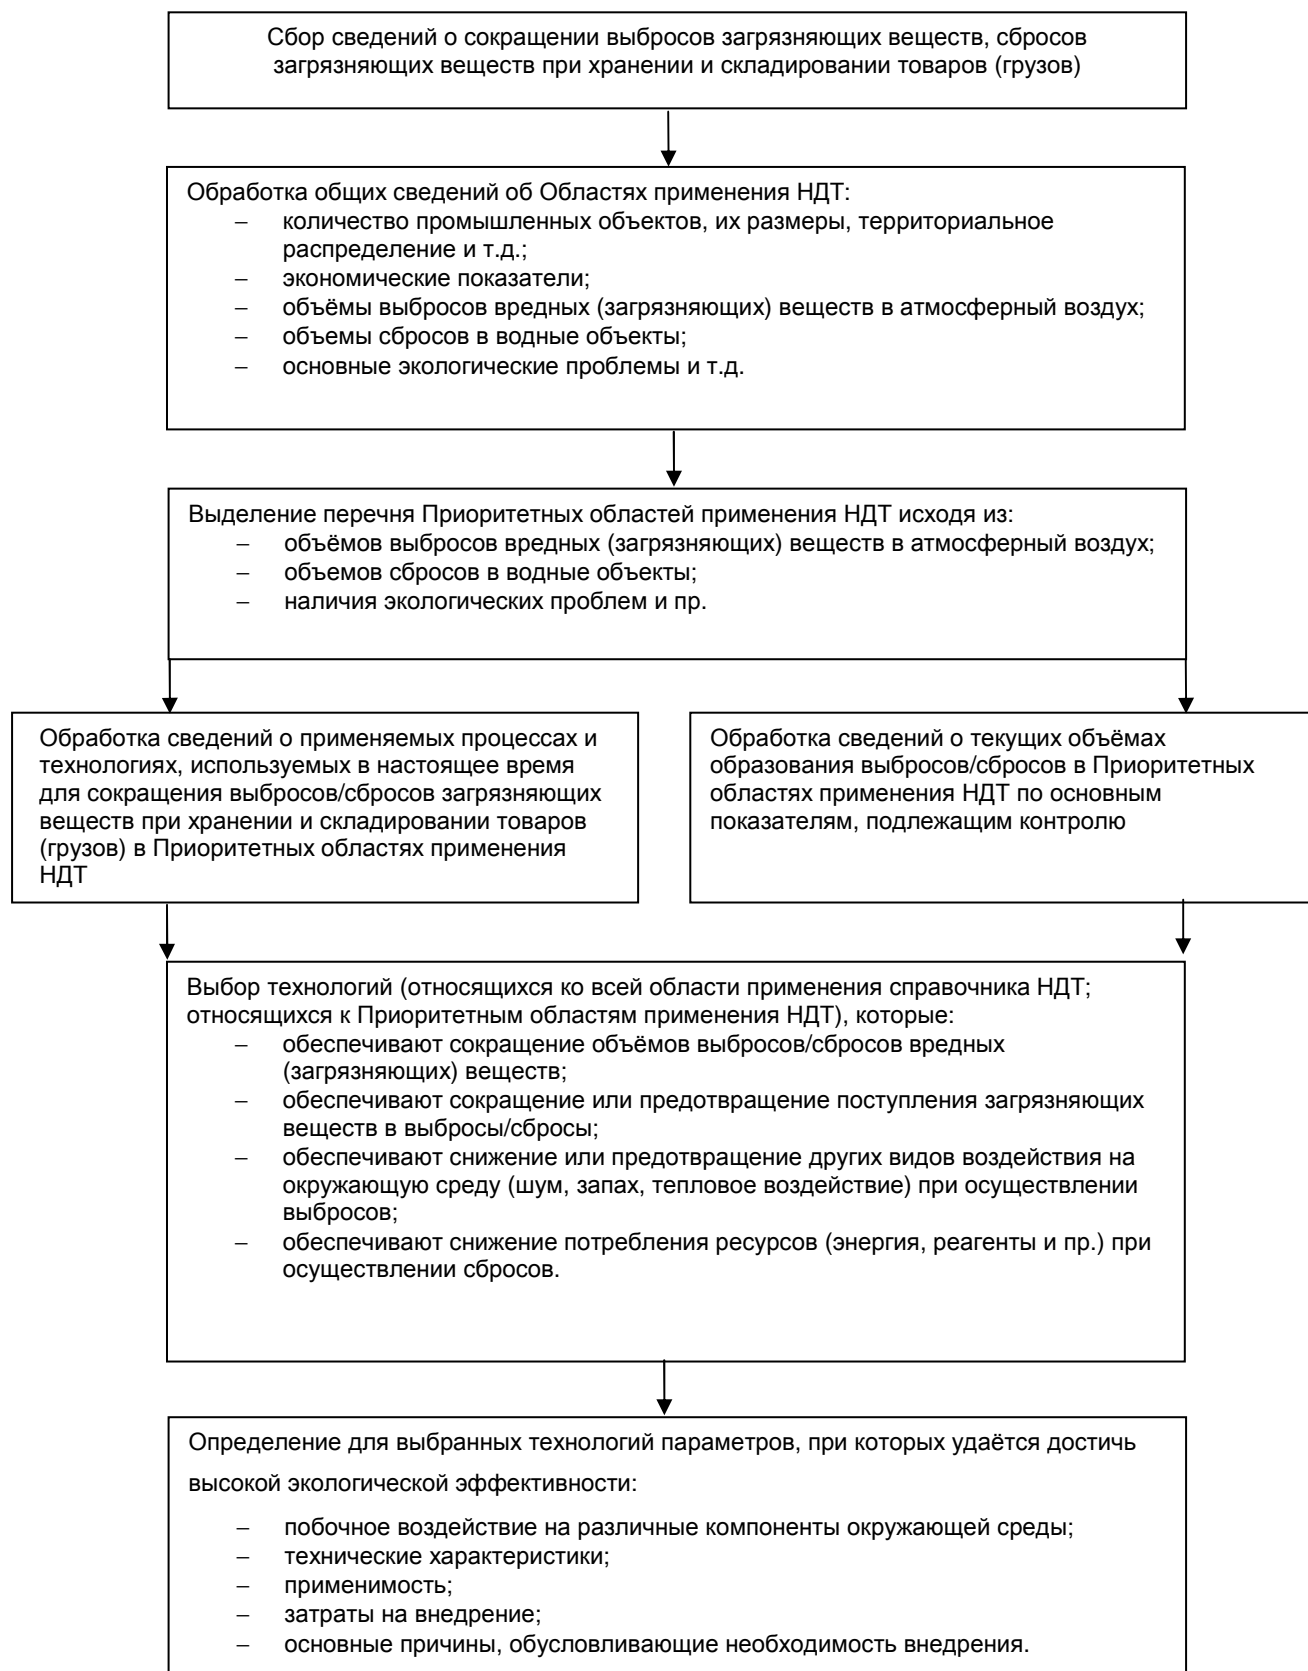 Сбор сведений о сокращении выбросов загрязняющих веществ, сбросов
загрязняющих веществ при хранении и складировании товаров (грузов)
Обработка общих сведений об Областях применения НДТ:
– количество промышленных объектов, их размеры, территориальное
распределение и т.д.;
– экономические показатели;
– объёмы выбросов вредных (загрязняющих) веществ в атмосферный воздух;
– объемы сбросов в водные объекты;
– основные экологические проблемы и т.д.
Выделение перечня Приоритетных областей применения НДТ исходя из:
– объёмов выбросов вредных (загрязняющих) веществ в атмосферный воздух;
– объемов сбросов в водные объекты;
– наличия экологических проблем и пр.
Обработка сведений о применяемых процессах и
технологиях, используемых в настоящее время
для сокращения выбросов/сбросов загрязняющих
веществ при хранении и складировании товаров
(грузов) в Приоритетных областях применения
НДТ
Обработка сведений о текущих объёмах
образования выбросов/сбросов в Приоритетных
областях применения НДТ по основным
показателям, подлежащим контролю
Выбор технологий (относящихся ко всей области применения справочника НДТ;
относящихся к Приоритетным областям применения НДТ), которые:
– обеспечивают сокращение объёмов выбросов/сбросов вредных
(загрязняющих) веществ;
– обеспечивают сокращение или предотвращение поступления загрязняющих
веществ в выбросы/сбросы;
– обеспечивают снижение или предотвращение других видов воздействия на
окружающую среду (шум, запах, тепловое воздействие) при осуществлении
выбросов;
– обеспечивают снижение потребления ресурсов (энергия, реагенты и пр.) при
осуществлении сбросов.
Определение для выбранных технологий параметров, при которых удаётся достичь
высокой экологической эффективности:
– побочное воздействие на различные компоненты окружающей среды;
– технические характеристики;
– применимость;
– затраты на внедрение;
– основные причины, обусловливающие необходимость внедрения.